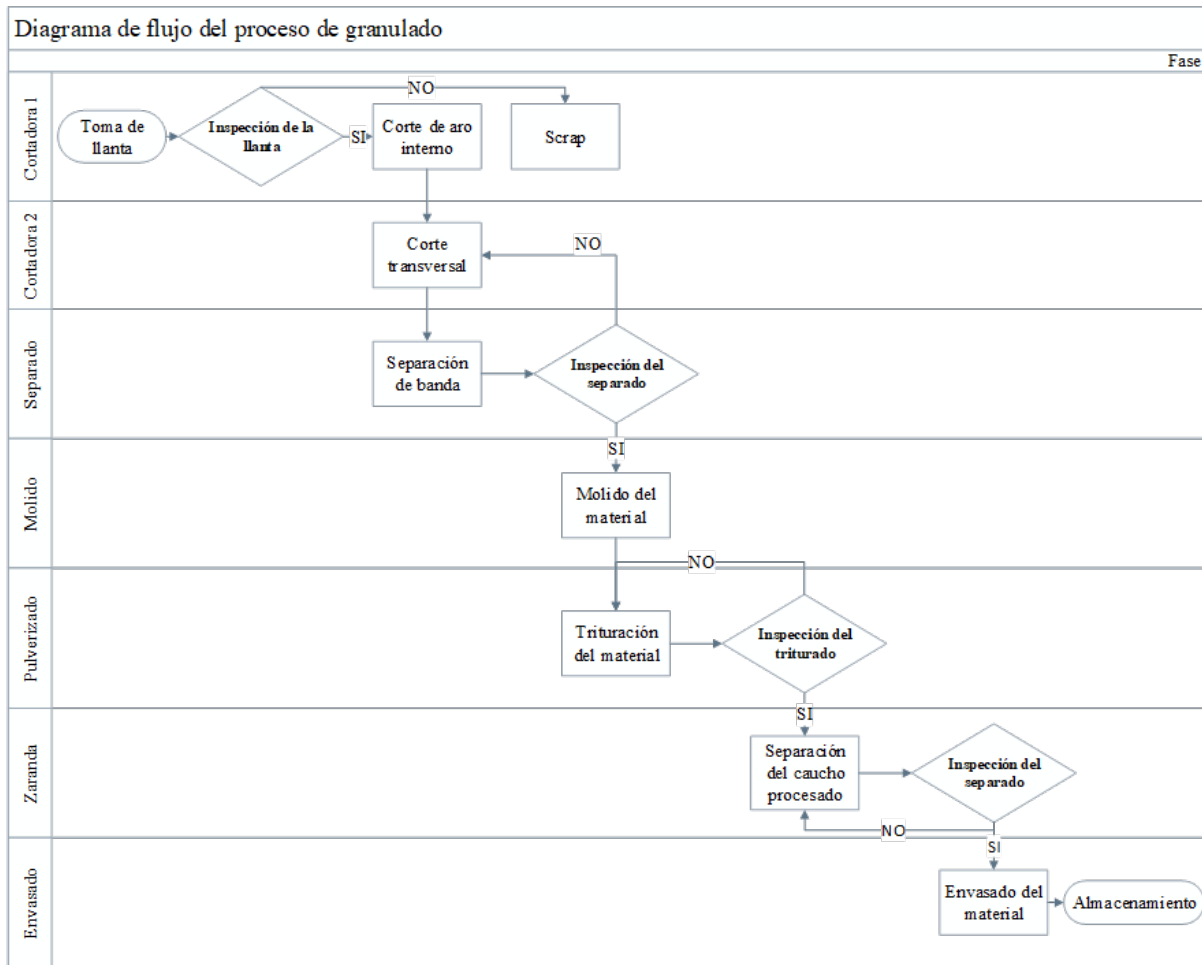 Diagrama de flujo del proceso de granulado
Fase
Cortadora 1
NO
Toma de
llanta
Inspección de la
llanta
SI
Corte de aro
interno
Scrap
Cortadora 2
Corte
transversal
NO
Separado
Separación
de banda
Inspección del
separado
SI
Molido
Molido del
material
NO
Pulverizado
Trituración
del material
Inspección del
triturado
SI
Zaranda
Separación
del caucho
procesado
Inspección del
separado
NO
SI
Envasado
Envasado del
material
Almacenamiento